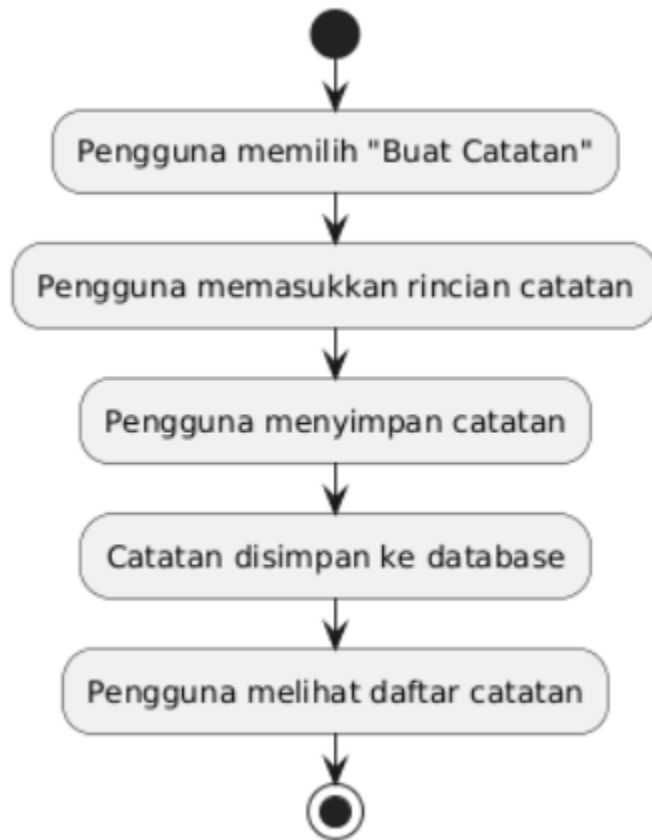 Pengguna memilih "Buat Catatan"
Pengguna memasukkan rincian catatan
Pengguna menyimpan catatan
Catatan disimpan ke database
Pengguna melihat daftar catatan